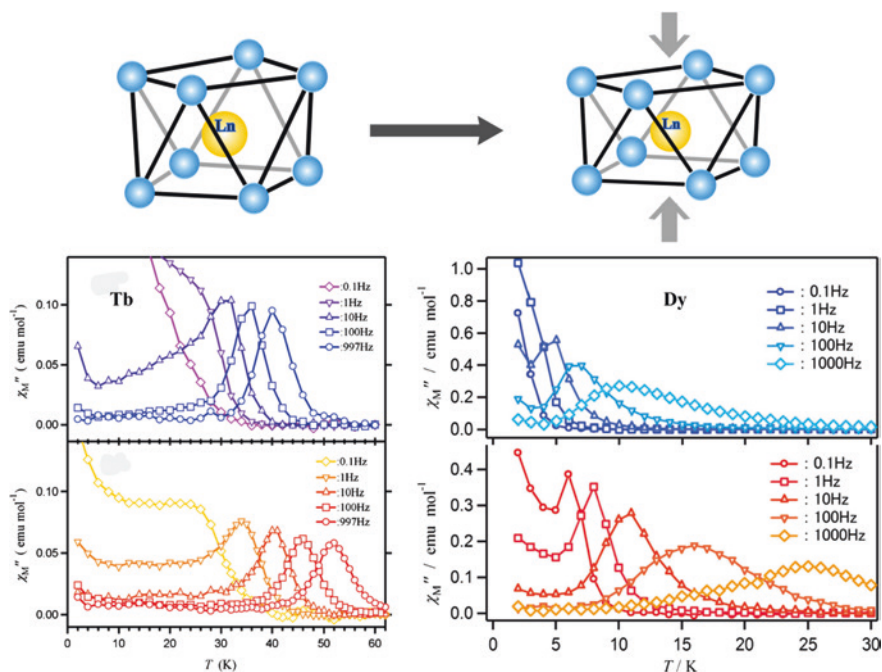 Ln
Ln
Tb
χM″ ( emu mol⁻¹)
0.10
0.05
0.00
:0.1Hz
:1Hz
:10Hz
:100Hz
:997Hz
χM″ ( emu mol⁻¹)
0.10
0.05
0.00
:0.1Hz
:1Hz
:10Hz
:100Hz
:997Hz
0 10 20 30 40 50 60
T (K)
Dy
χM″ / emu mol⁻¹
1.0
0.8
0.6
0.4
0.2
0.0
: 0.1Hz
: 1Hz
: 10Hz
: 100Hz
: 1000Hz
χM″ / emu mol⁻¹
0.4
0.3
0.2
0.1
0.0
: 0.1Hz
: 1Hz
: 10Hz
: 100Hz
: 1000Hz
0 5 10 15 20 25 30
T / K